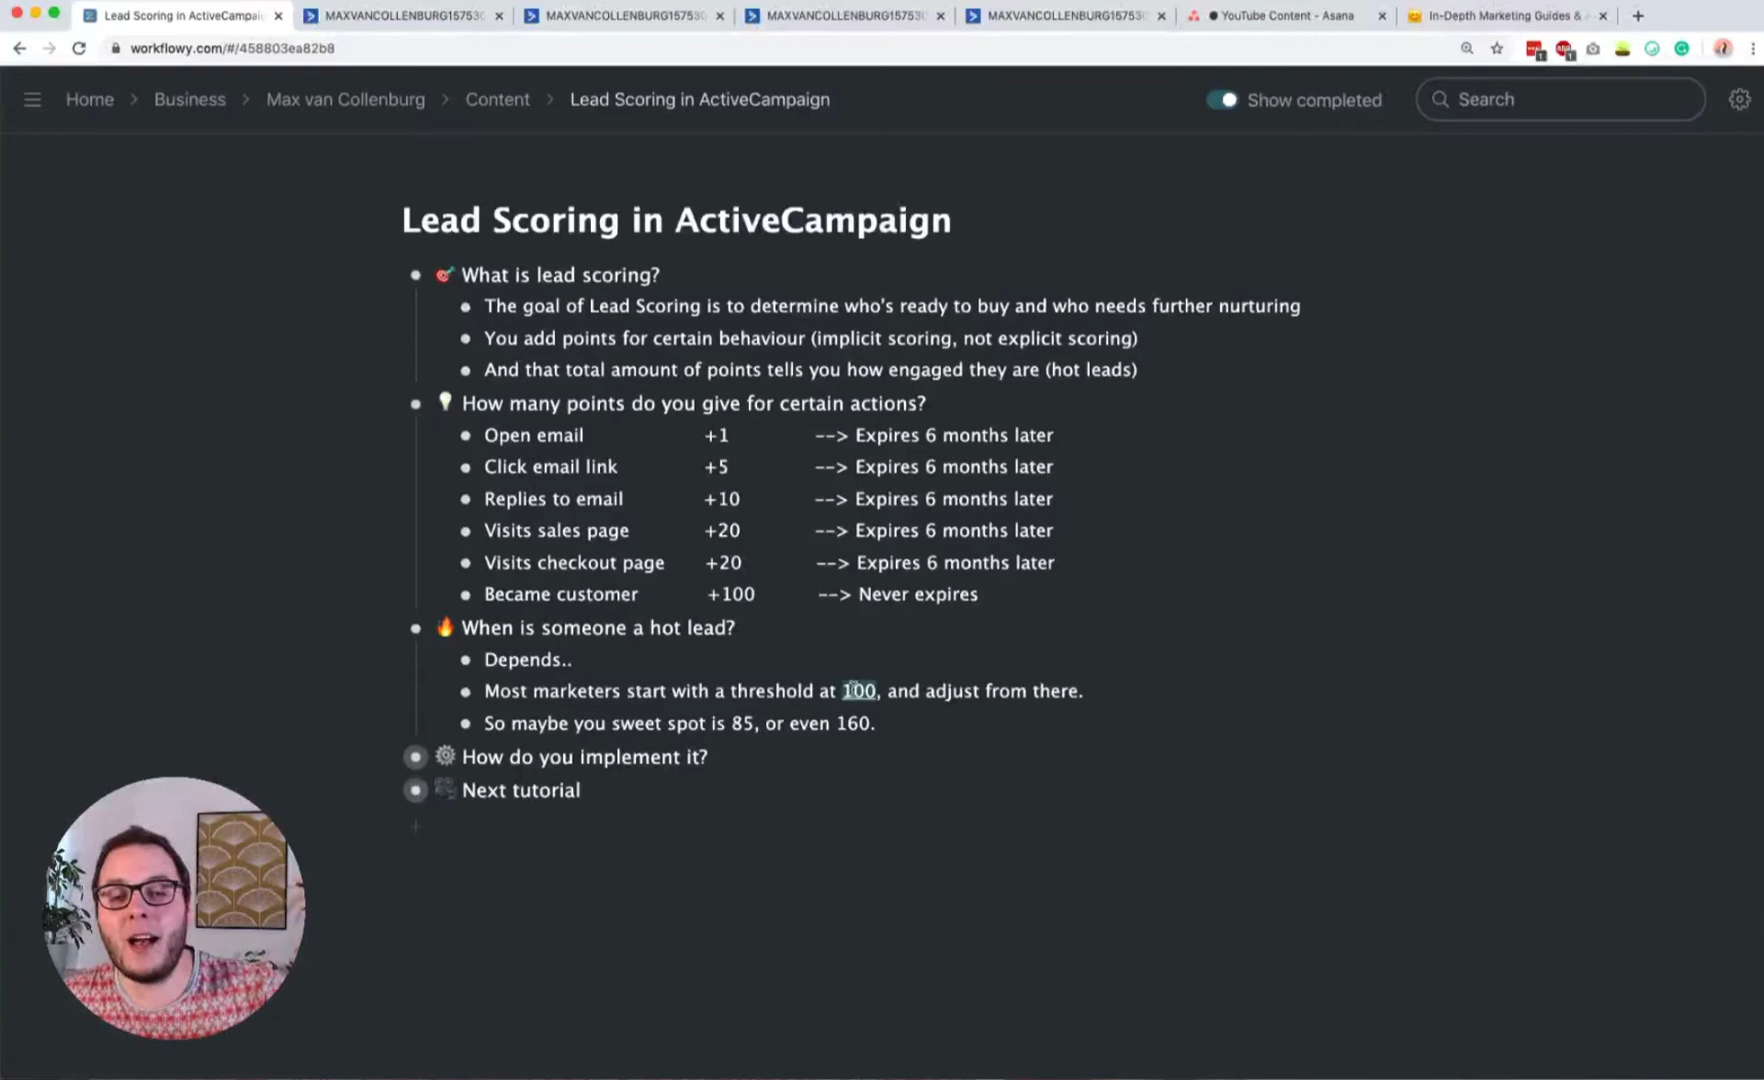 Lead Scoring in ActiveCampai
MAXVANCOLLENBURG157530
MAXVANCOLLENBURG157530
MAXVANCOLLENBURG157530
MAXVANCOLLENBURG157530
YouTube Content - Asana
In-Depth Marketing Guides &
workflowy.com/#/458803ea82b8
Home > Business > Max van Collenburg > Content > Lead Scoring in ActiveCampaign
Show completed
Search
Lead Scoring in ActiveCampaign
What is lead scoring?
The goal of Lead Scoring is to determine who's ready to buy and who needs further nurturing
You add points for certain behaviour (implicit scoring, not explicit scoring)
And that total amount of points tells you how engaged they are (hot leads)
How many points do you give for certain actions?
Open email +1 --> Expires 6 months later
Click email link +5 --> Expires 6 months later
Replies to email +10 --> Expires 6 months later
Visits sales page +20 --> Expires 6 months later
Visits checkout page +20 --> Expires 6 months later
Became customer +100 --> Never expires
When is someone a hot lead?
Depends..
Most marketers start with a threshold at 100, and adjust from there.
So maybe you sweet spot is 85, or even 160.
How do you implement it?
Next tutorial